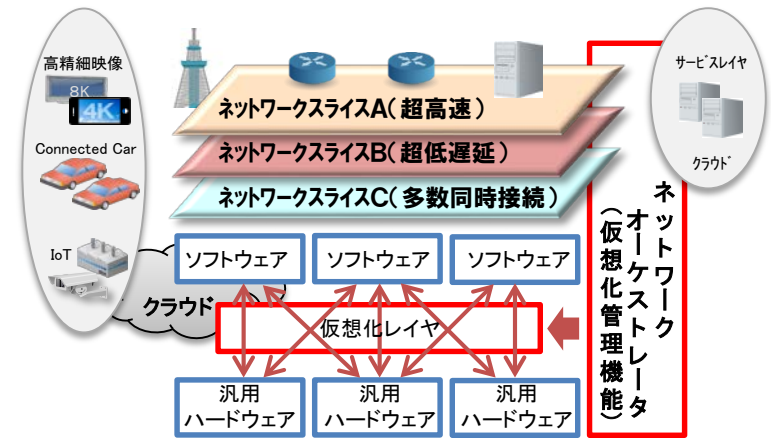 高精細映像
8K
4K
Connected Car
IoT
クラウド
ネットワークスライスA(超高速)
ネットワークスライスB(超低遅延)
ネットワークスライスC(多数同時接続)
ソフトウェア
ソフトウェア
ソフトウェア
仮想化レイヤ
汎用
ハードウェア
汎用
ハードウェア
汎用
ハードウェア
サービスレイヤ
クラウド
ネットワーク
オーケストレータ
(仮想化管理機能)